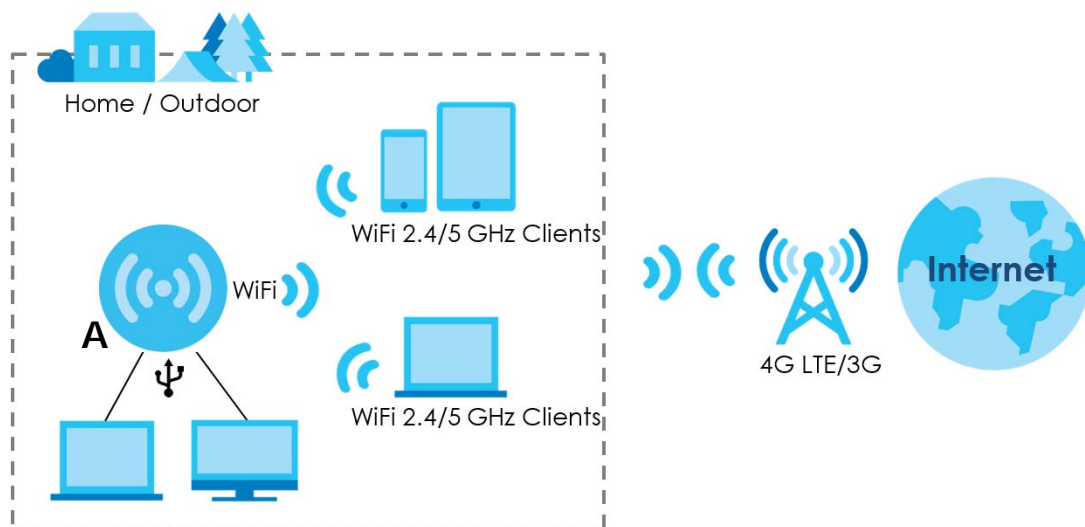 Home / Outdoor
WiFi 2.4/5 GHz Clients
WiFi
A
WiFi 2.4/5 GHz Clients
4G LTE/3G
Internet